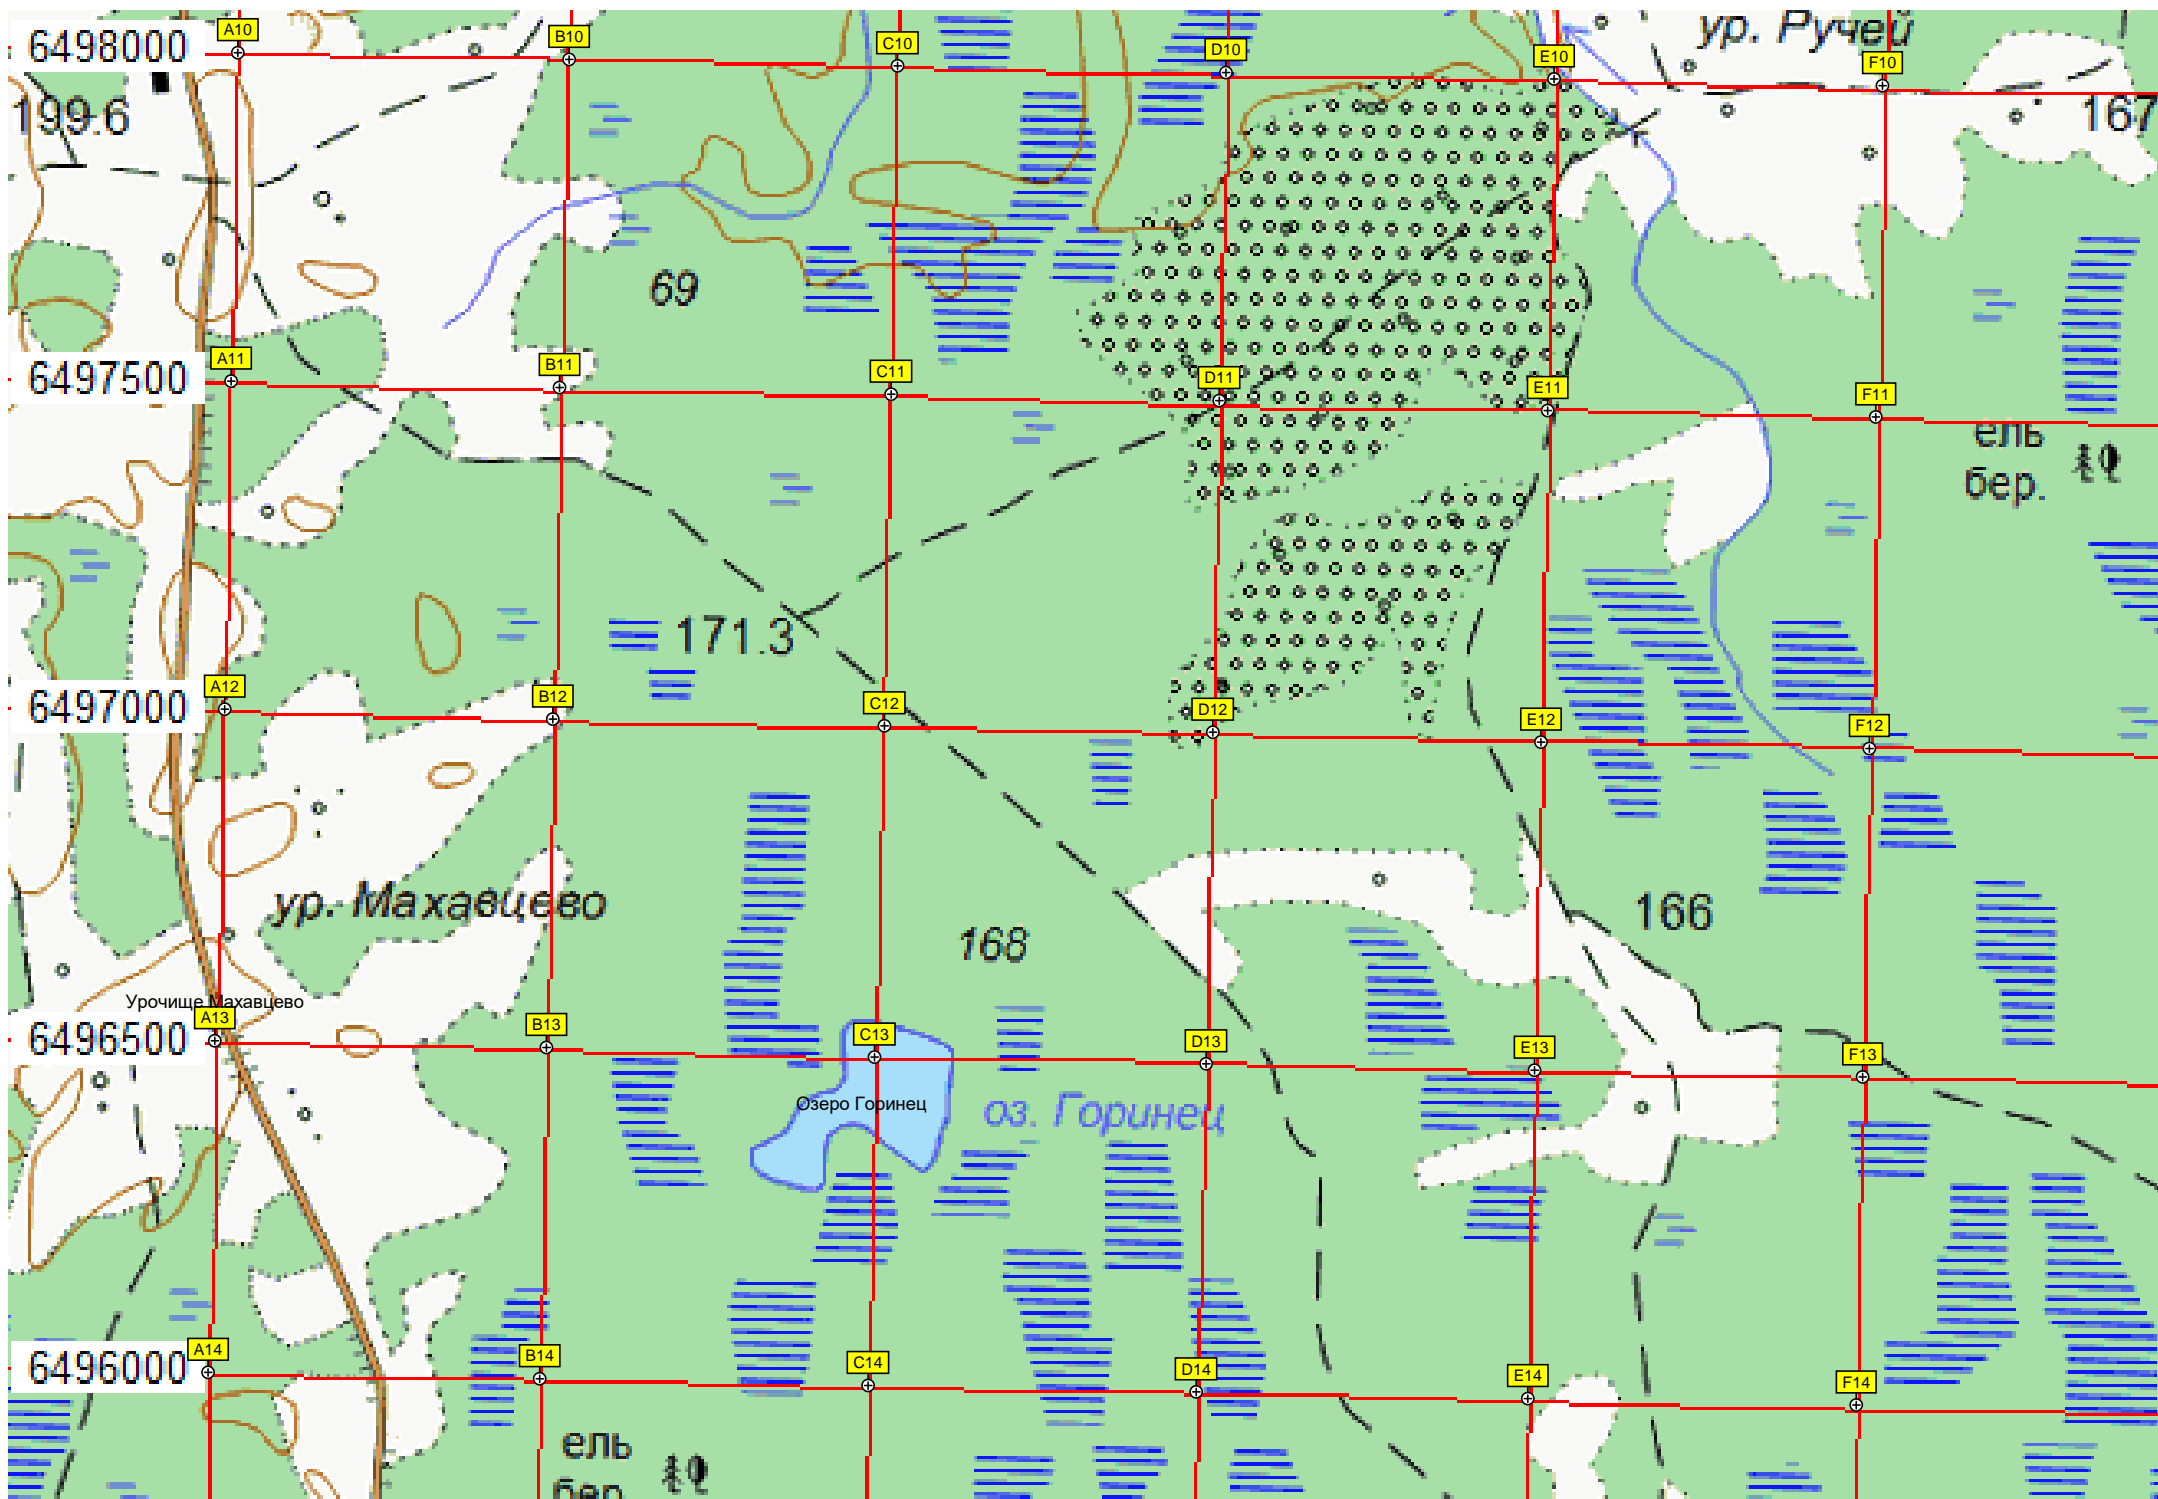 ур. Ручей
A10 B10 C10 D10 E10 F10
6498000
199.6
167
69
A11 B11 C11 D11 E11 F11
6497500
ель
бер.
171.3
A12 B12 C12 D12 E12 F12
6497000
ур. Махавцево
166
168
Урочище Махавцево
A13 B13 C13 D13 E13 F13
6496500
Озеро Горинец
оз. Горинец
A14 B14 C14 D14 E14 F14
6496000
ель
бер.